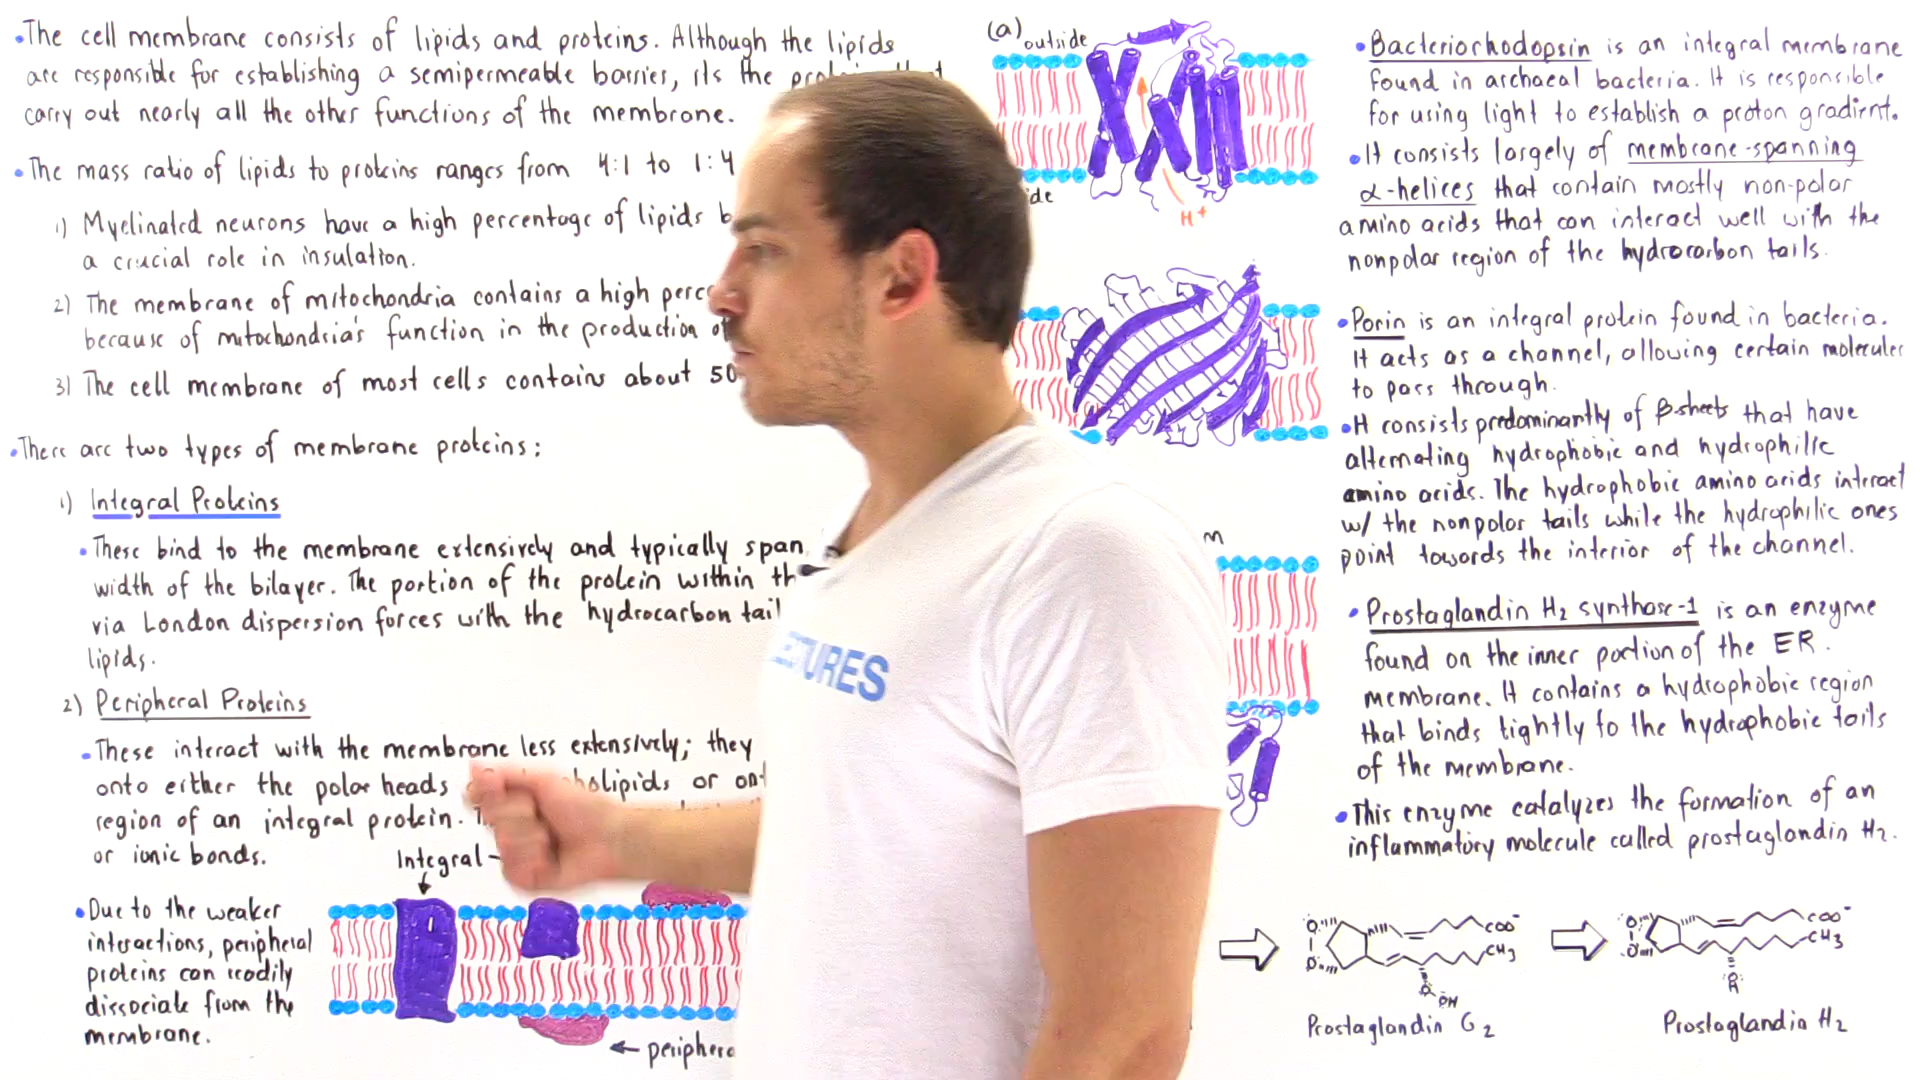 •The cell membrane consists of lipids and proteins. Although the lipids
are responsible for establishing a semipermeable barrier, its the
carry out nearly all the other functions of the membrane.
•The mass ratio of lipids to proteins ranges from 4:1 to 1:4
1) Myelinated neurons have a high percentage of lipids b
a crucial role in insulation.
2) The membrane of mitochondria contains a high perc
because of mitochondria's function in the production of
3) The cell membrane of most cells contains about 50
•There are two types of membrane proteins:
1) Integral Proteins
•These bind to the membrane extensively and typically span
width of the bilayer. The portion of the protein within th
via London dispersion forces with the hydrocarbon tail
lipids.
2) Peripheral Proteins
•These interact with the membrane less extensively; they
onto either the polar heads holipids or ont
region of an integral protein.
or ionic bonds.
Integral
•Due to the weaker
interactions, peripheral
proteins can readily
dissociate from the
membrane.
periphera
(a) outside
ide
H+
m
•Bacteriorhodopsin is an integral membrane
found in archaeal bacteria. It is responsible
for using light to establish a proton gradient.
•It consists largely of membrane-spanning
α-helices that contain mostly non-polar
amino acids that can interact well with the
nonpolar region of the hydrocarbon tails.
•Porin is an integral protein found in bacteria.
It acts as a channel, allowing certain molecules
to pass through.
•It consists predominantly of β-sheets that have
alternating hydrophobic and hydrophilic
amino acids. The hydrophobic amino acids interact
w/ the nonpolar tails while the hydrophilic ones
point towards the interior of the channel.
•Prostaglandin H2 synthase-1 is an enzyme
found on the inner portion of the ER.
membrane. It contains a hydrophobic region
that binds tightly to the hydrophobic tails
of the membrane.
•This enzyme catalyzes the formation of an
inflammatory molecule called prostaglandin H2.
COO-
CH3
OH
Prostaglandin G2
COO-
CH3
Prostaglandin H2
LECTURES